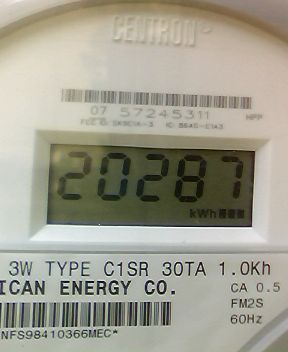 CENTRON
07 57245311 HPP
20287
kWh
3W TYPE C1SR 30TA 1.0Kh
ICAN ENERGY CO. CA 0.5
FM2S
NFS98410366MEC* 60Hz